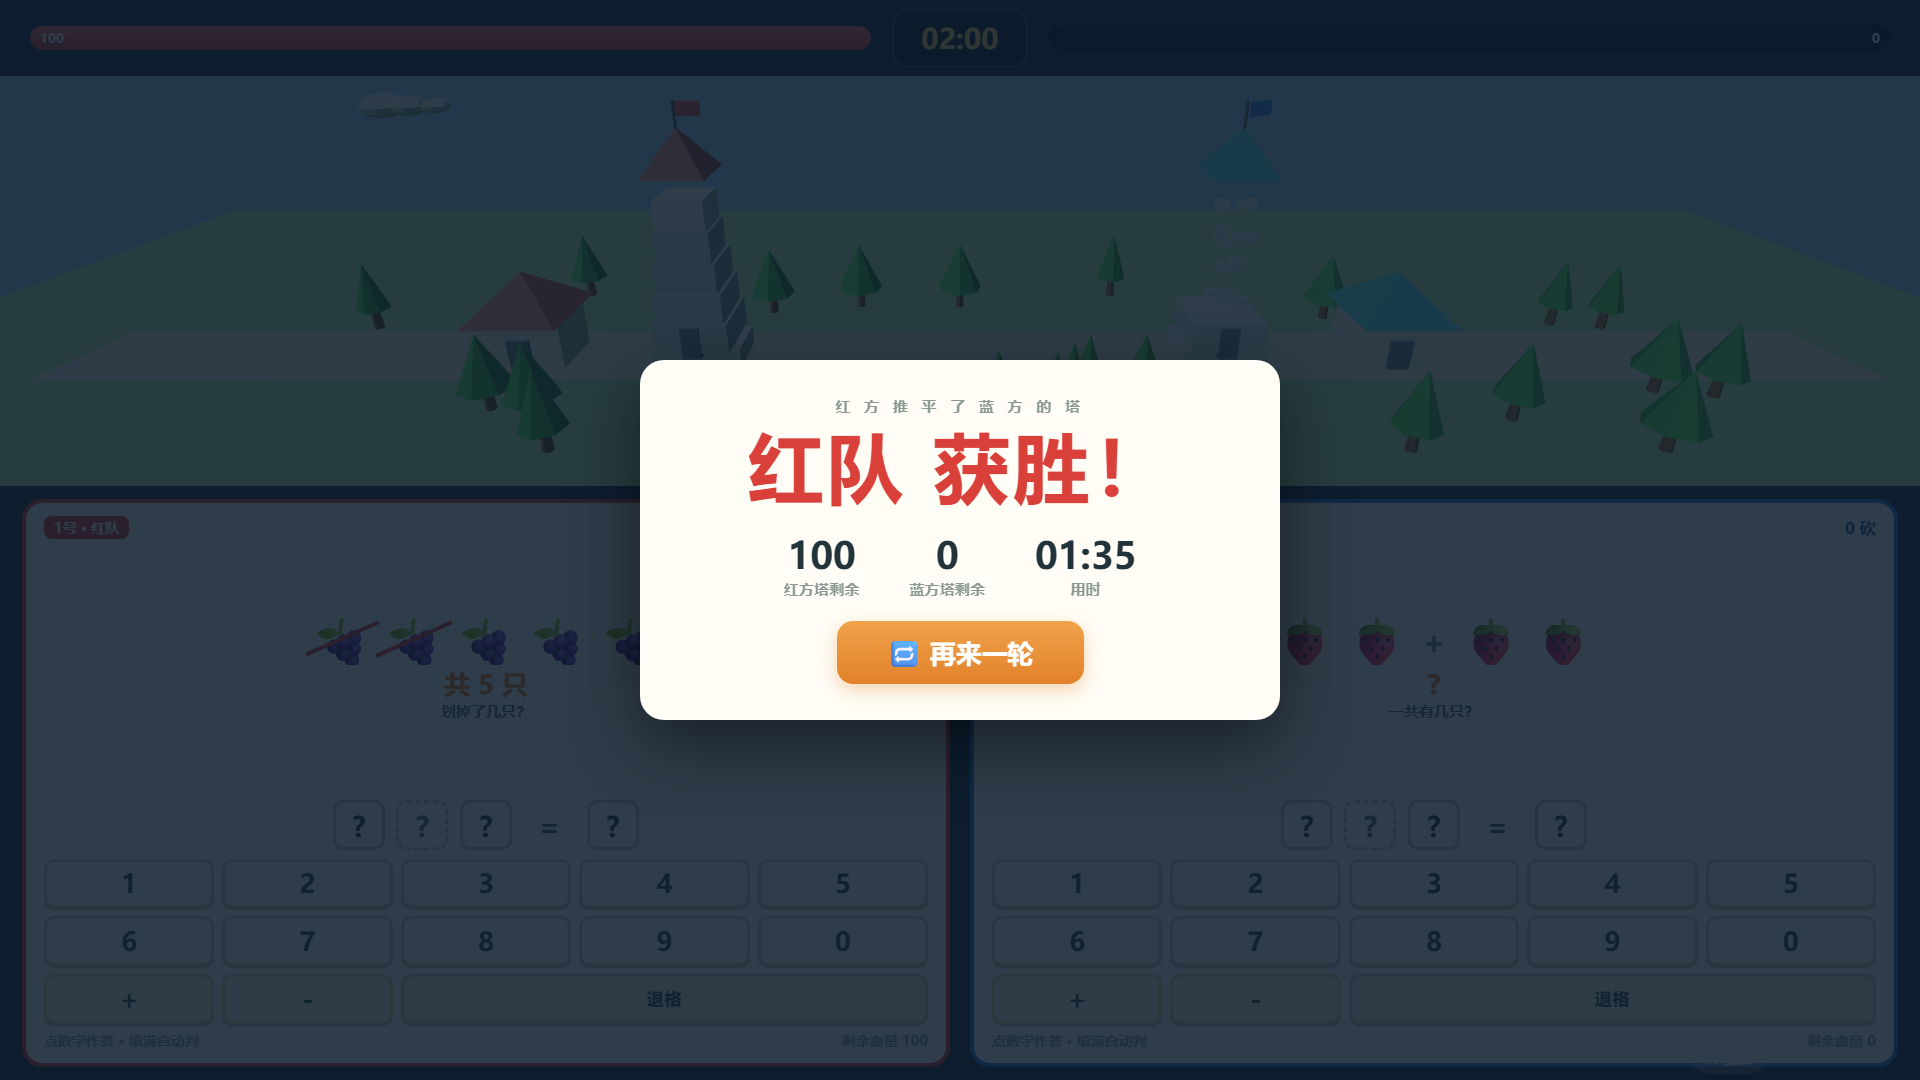 100
02:00
0
红方推平了蓝方的塔
红队 获胜！
100
0
01:35
红方塔剩余
蓝方塔剩余
用时
再来一轮
1号·红队
共 5 只
划掉了几只？
? ? ? = ?
1 2 3 4 5
6 7 8 9 0
+ - 退格
点数字作答·填满自动判
剩余血量 100
0 砍
+
?
一共有几只？
? ? ? = ?
1 2 3 4 5
6 7 8 9 0
+ - 退格
点数字作答·填满自动判
剩余血量 0